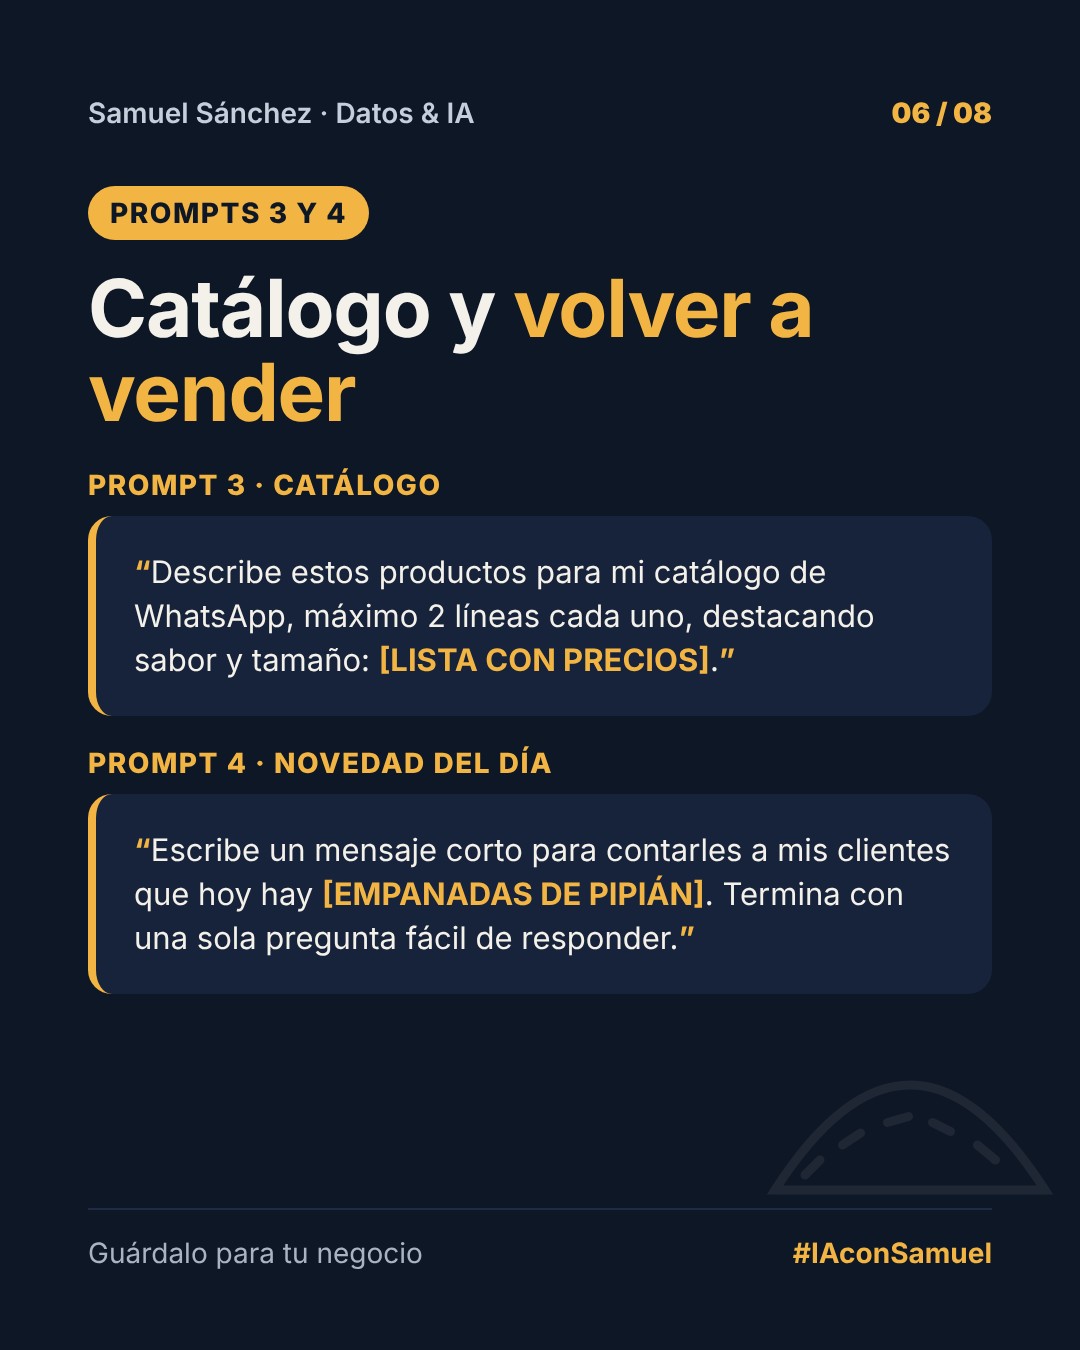 Samuel Sánchez · Datos & IA
06 / 08
PROMPTS 3 Y 4
Catálogo y volver a
vender
PROMPT 3 · CATÁLOGO
“Describe estos productos para mi catálogo de
WhatsApp, máximo 2 líneas cada uno, destacando
sabor y tamaño: [LISTA CON PRECIOS].”
PROMPT 4 · NOVEDAD DEL DÍA
“Escribe un mensaje corto para contarles a mis clientes
que hoy hay [EMPANADAS DE PIPIÁN]. Termina con
una sola pregunta fácil de responder.”
Guárdalo para tu negocio
#IAconSamuel